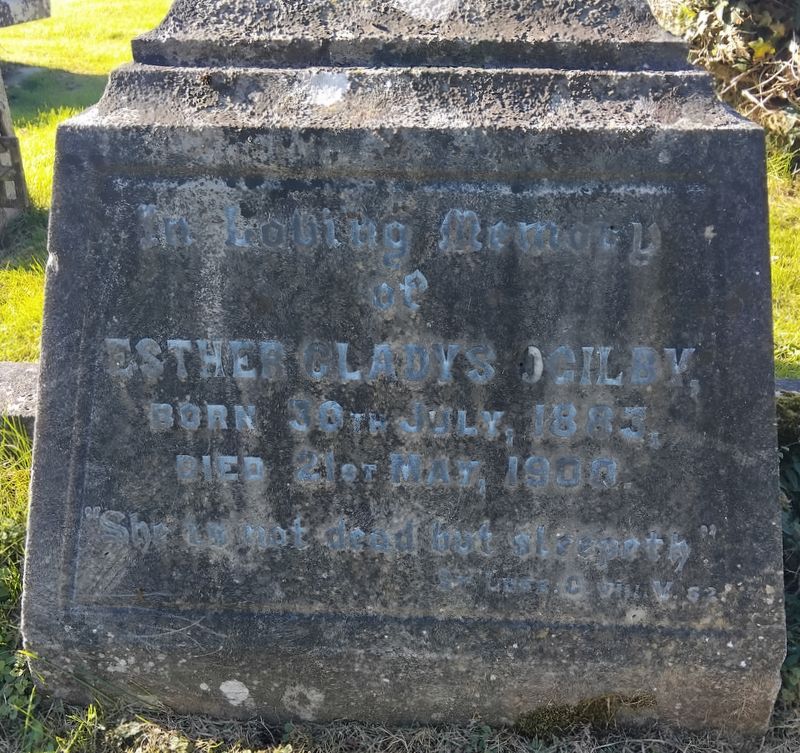 In Loving Memory
of
ESTHER GLADYS OGILBY,
BORN 30TH JULY, 1883,
DIED 21ST MAY, 1900.
"She is not dead but sleepeth"
ST LUKE. C. VIII. V. 52.